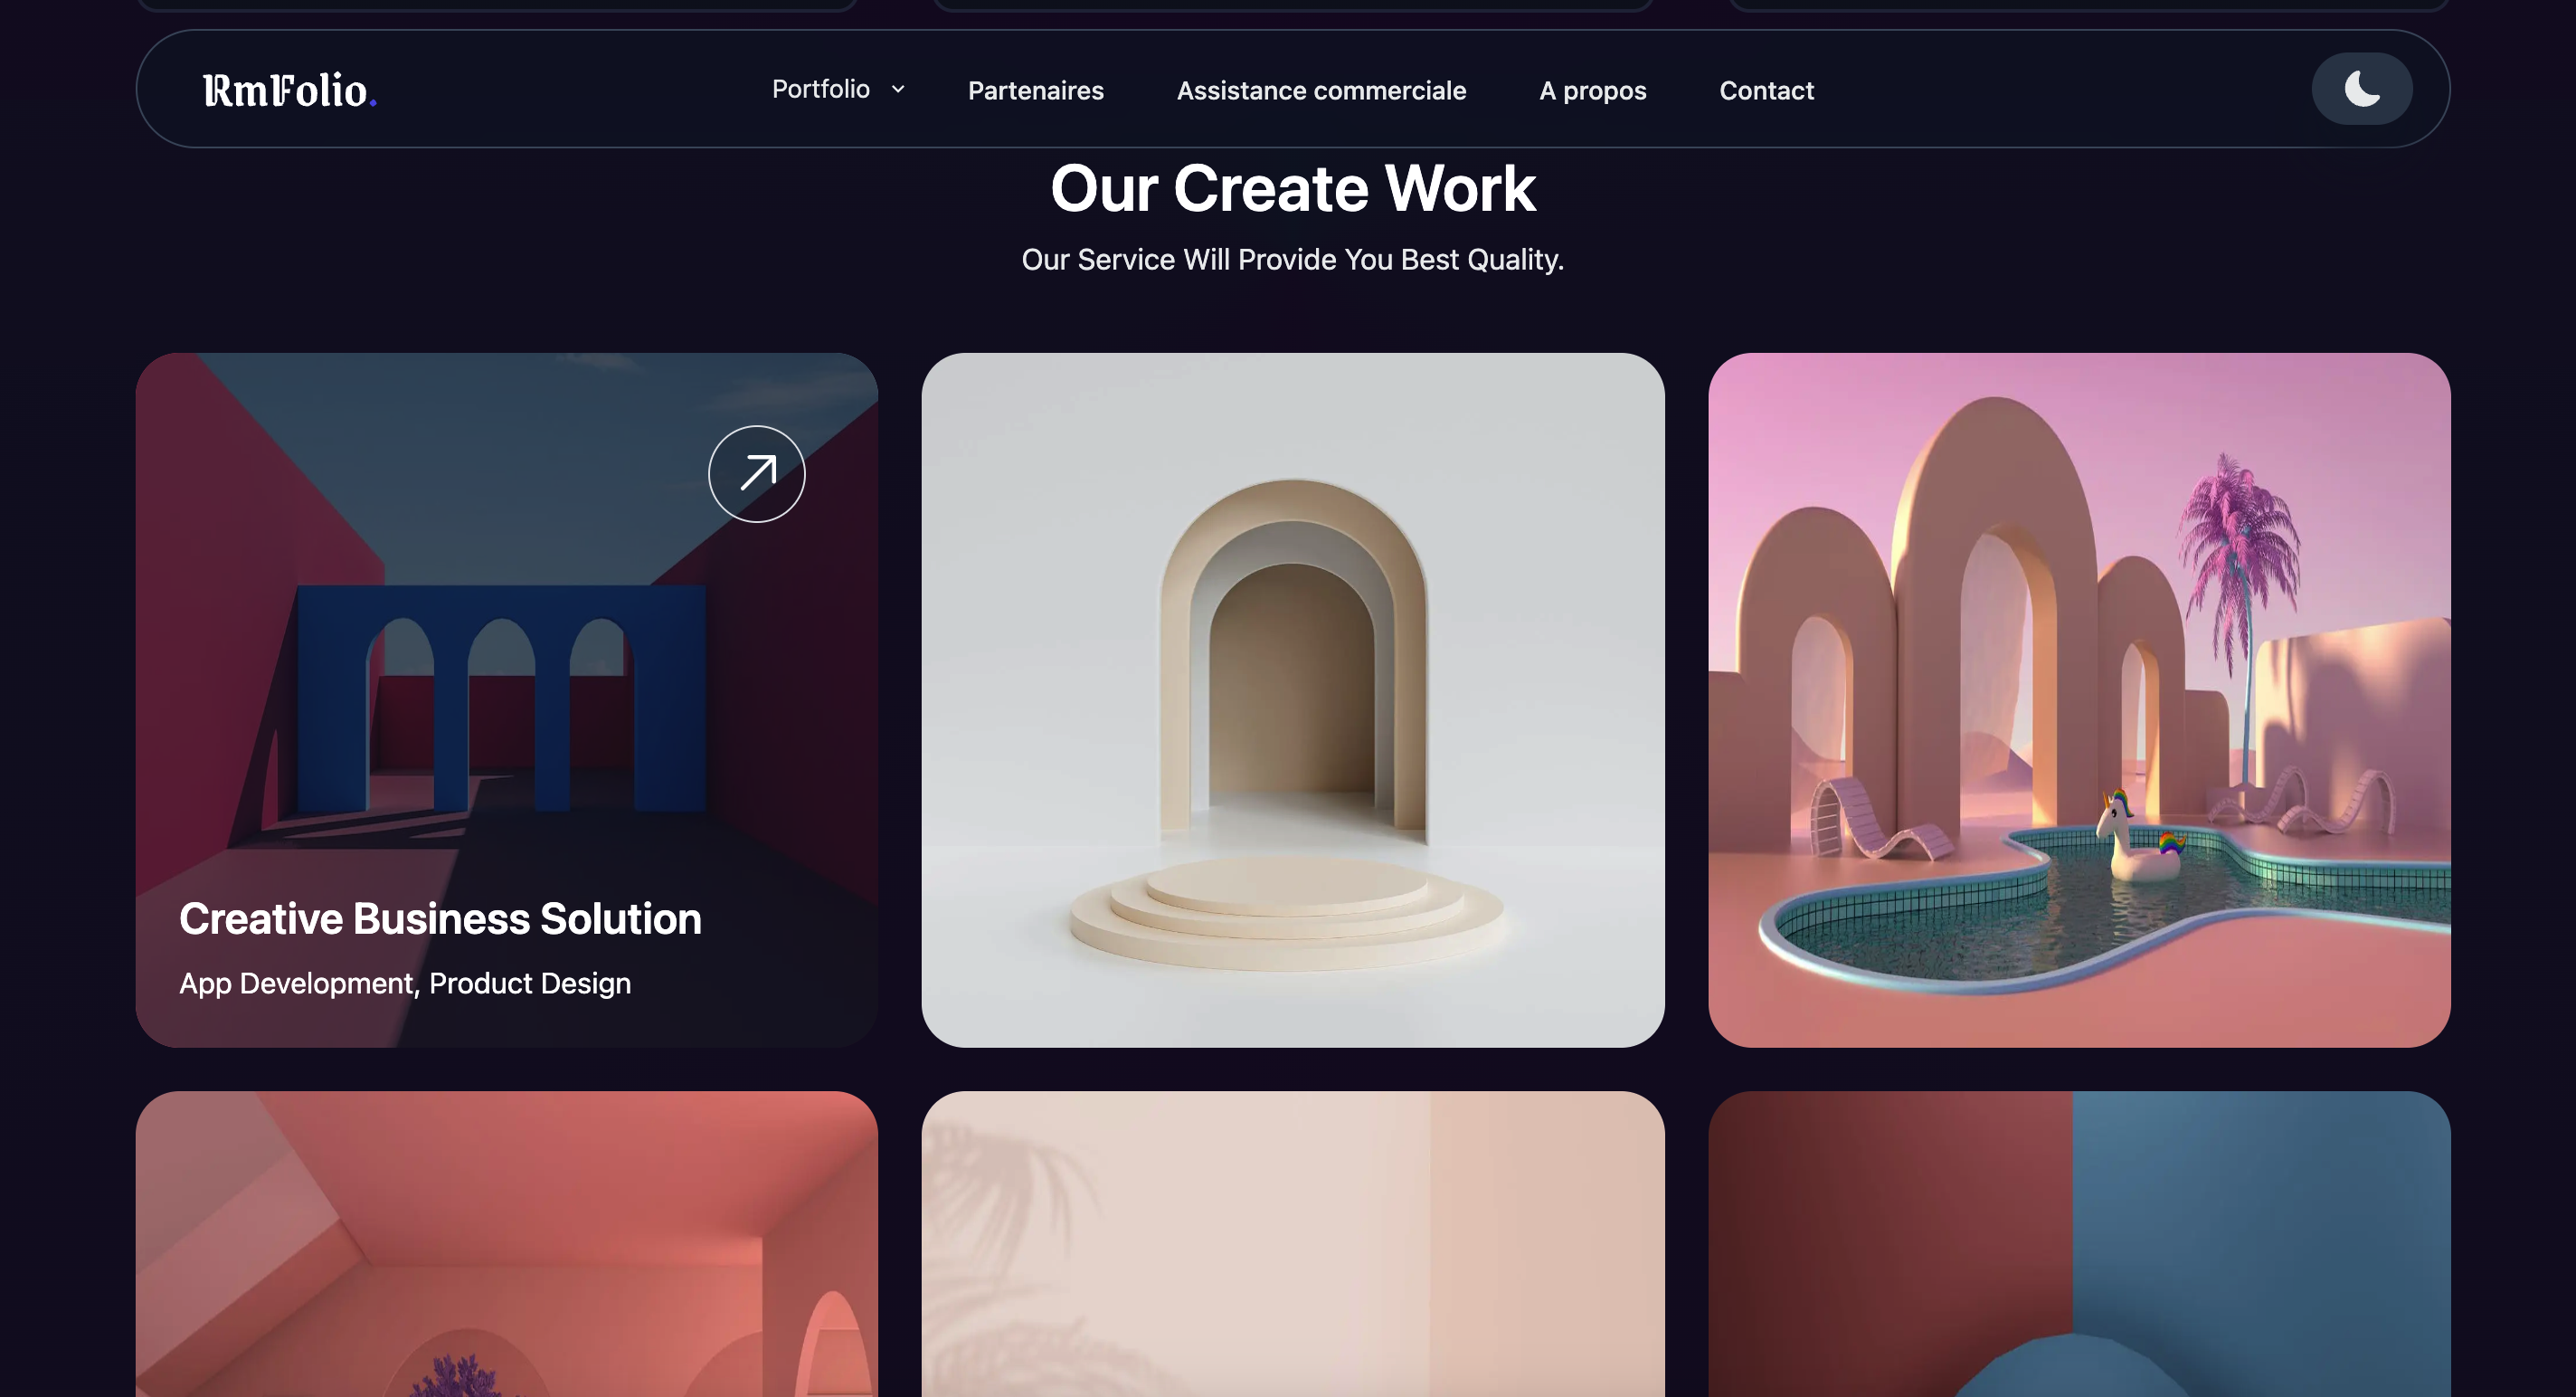 RmFolio.
Portfolio
Partenaires
Assistance commerciale
A propos
Contact
Our Create Work
Our Service Will Provide You Best Quality.
Creative Business Solution
App Development, Product Design